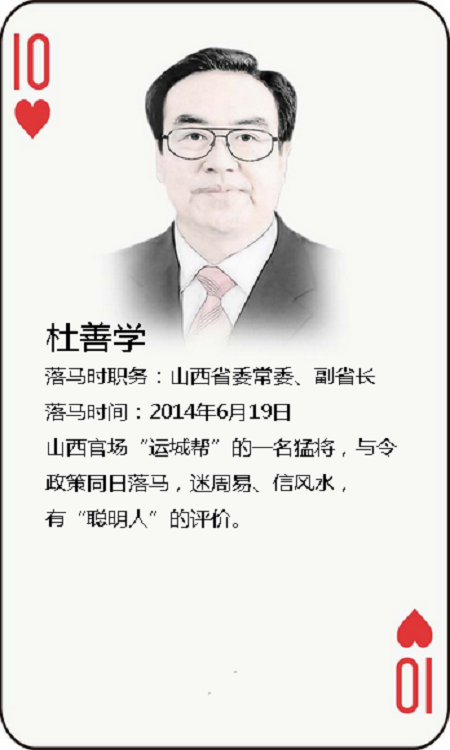 10
杜善学
落马时职务：山西省委常委、副省长
落马时间：2014年6月19日
山西官场“运城帮”的一名猛将，与令
政策同日落马，迷周易、信风水，
有“聪明人”的评价。
10